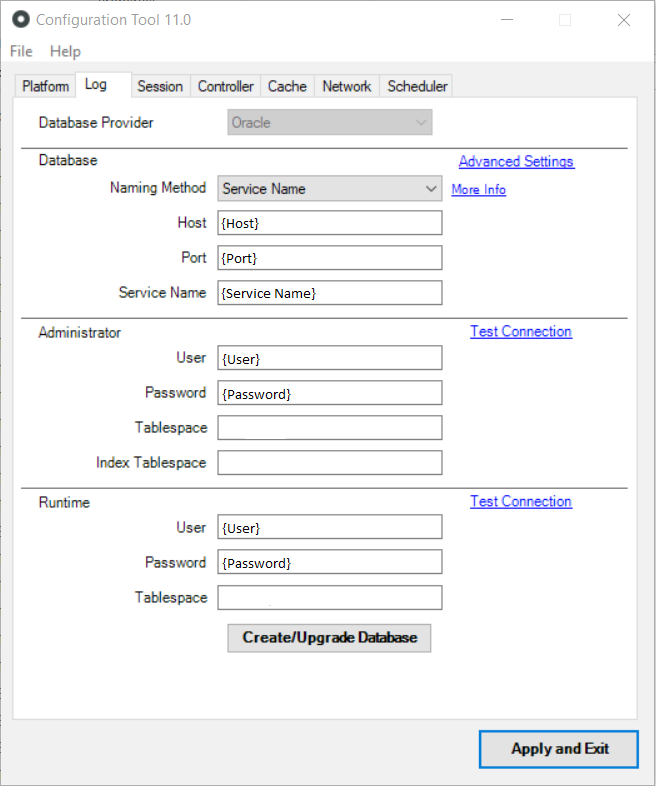 Configuration Tool 11.0
File Help
Platform Log Session Controller Cache Network Scheduler
Database Provider Oracle
Database Advanced Settings
Naming Method Service Name More Info
Host {Host}
Port {Port}
Service Name {Service Name}
Administrator Test Connection
User {User}
Password {Password}
Tablespace
Index Tablespace
Runtime Test Connection
User {User}
Password {Password}
Tablespace
Create/Upgrade Database
Apply and Exit